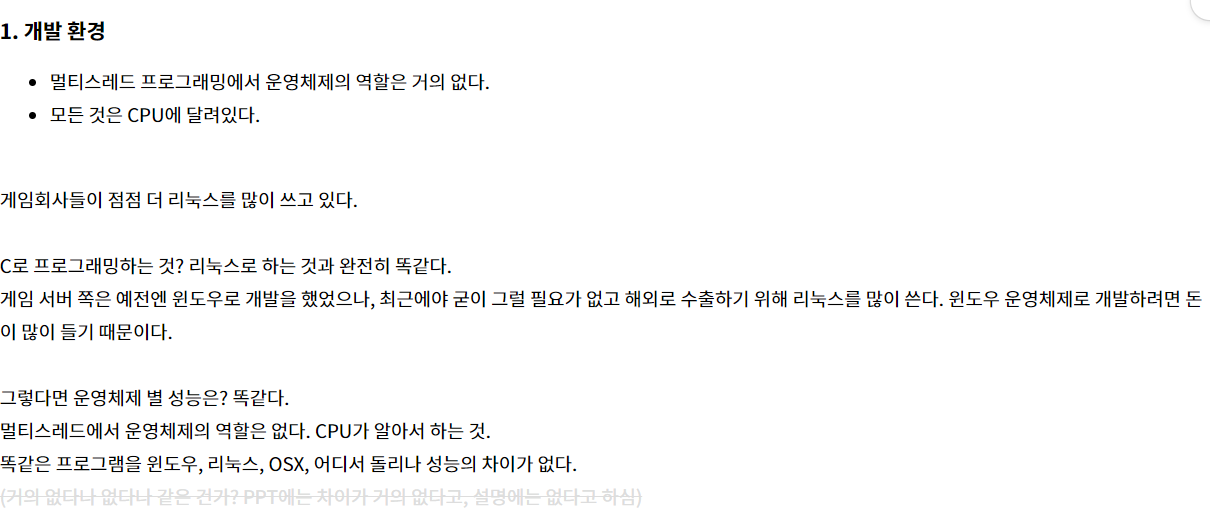 1. 개발 환경
멀티스레드 프로그래밍에서 운영체제의 역할은 거의 없다.
모든 것은 CPU에 달려있다.
게임회사들이 점점 더 리눅스를 많이 쓰고 있다.
C로 프로그래밍하는 것? 리눅스로 하는 것과 완전히 똑같다.
게임 서버 쪽은 예전엔 윈도우로 개발을 했었으나, 최근에야 굳이 그럴 필요가 없고 해외로 수출하기 위해 리눅스를 많이 쓴다. 윈도우 운영체제로 개발하려면 돈
이 많이 들기 때문이다.
그렇다면 운영체제 별 성능은? 똑같다.
멀티스레드에서 운영체제의 역할은 없다. CPU가 알아서 하는 것.
똑같은 프로그램을 윈도우, 리눅스, OSX, 어디서 돌리나 성능의 차이가 없다.
(거의 없다나 없다나 같은 건가? PPT에는 차이가 거의 없다고, 설명에는 없다고 하심)